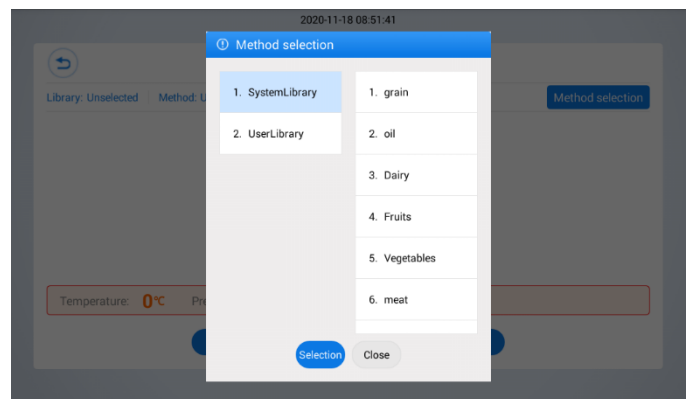 2020-11-18 08:51:41
Method selection
Library: Unselected Method: U
Method selection
1. SystemLibrary
2. UserLibrary
1. grain
2. oil
3. Dairy
4. Fruits
5. Vegetables
6. meat
Temperature: 0℃ Pre
Selection Close